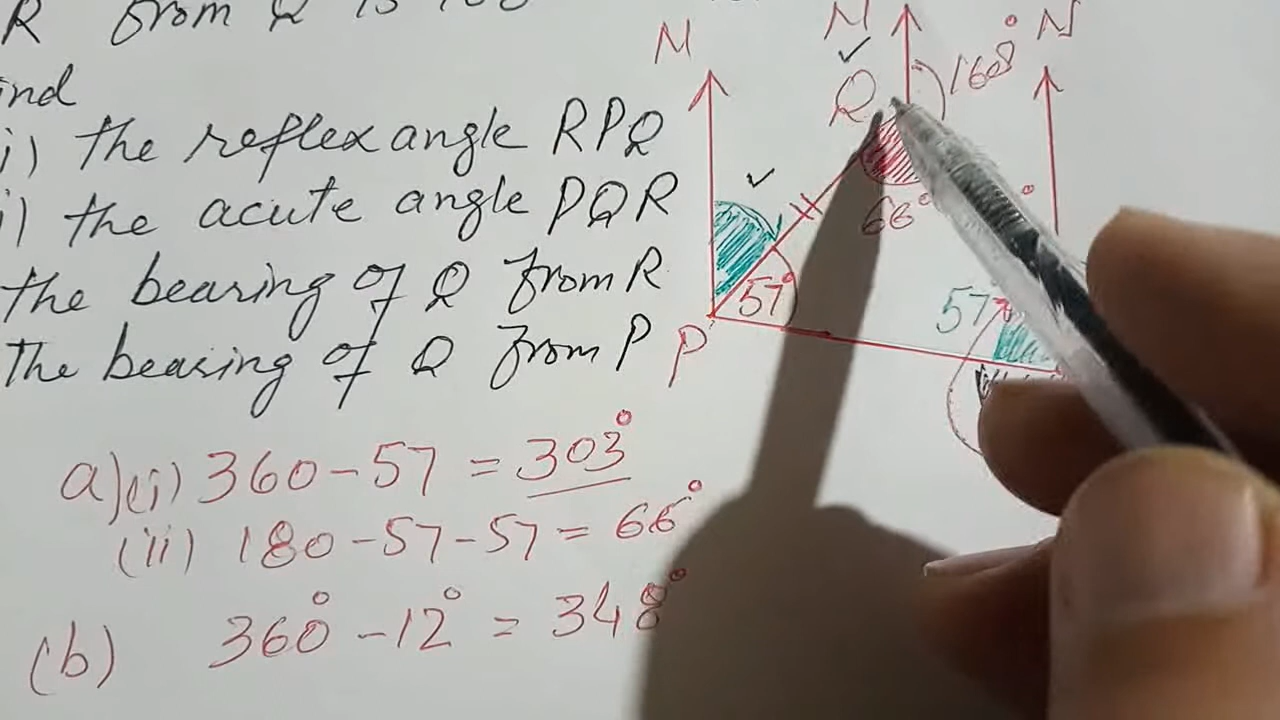 R from Q is 168
ind
i) the reflex angle RPQ
i) the acute angle PQR
the bearing of Q from R
The bearing of Q from P
a)(i) 360 - 57 = 303°
(ii) 180 - 57 - 57 = 66°
(b) 360° - 12° = 348°
N
N
N
Q
168°
66°
57°
57
P